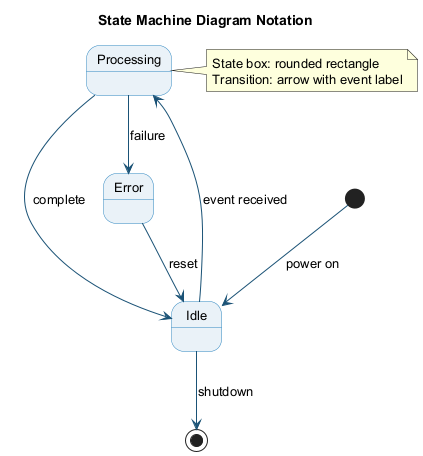 State Machine Diagram Notation
Processing
State box: rounded rectangle
Transition: arrow with event label
failure
Error
complete
event received
reset
power on
Idle
shutdown